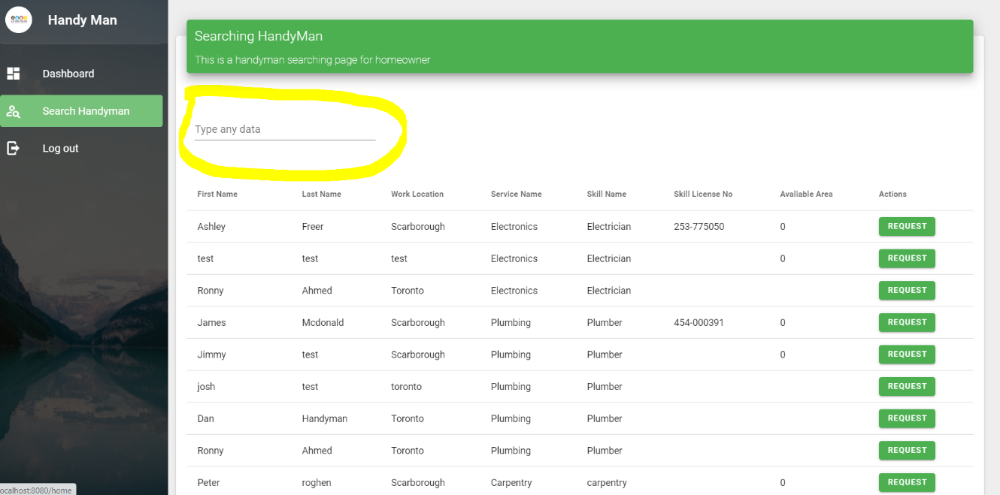 Handy Man
Dashboard
Search Handyman
Log out
Searching HandyMan
This is a handyman searching page for homeowner
Type any data
First Name Last Name Work Location Service Name Skill Name Skill License No Avaliable Area Actions
Ashley Freer Scarborough Electronics Electrician 253-775050 0 REQUEST
test test test Electronics Electrician 0 REQUEST
Ronny Ahmed Toronto Electronics Electrician REQUEST
James Mcdonald Scarborough Plumbing Plumber 454-000391 0 REQUEST
Jimmy test Scarborough Plumbing Plumber 0 REQUEST
josh test toronto Plumbing Plumber REQUEST
Dan Handyman Toronto Plumbing Plumber REQUEST
Ronny Ahmed Toronto Plumbing Plumber REQUEST
Peter roghen Scarborough Carpentry carpentry 0 REQUEST
ocalhost:8080/home